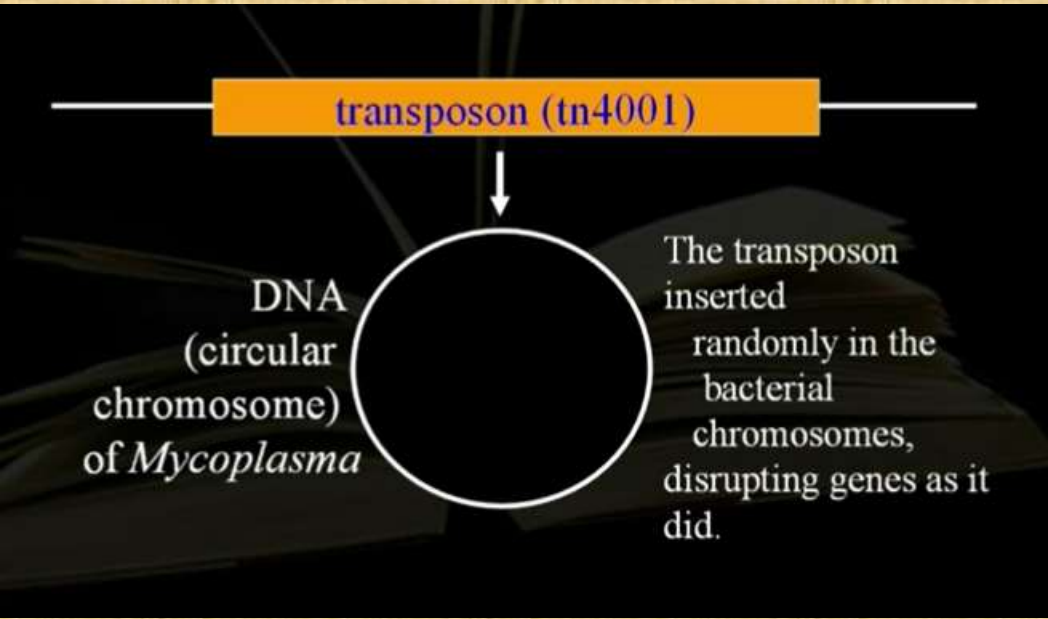 transposon (tn4001)
DNA
(circular
chromosome)
of Mycoplasma
The transposon
inserted
randomly in the
bacterial
chromosomes,
disrupting genes as it
did.